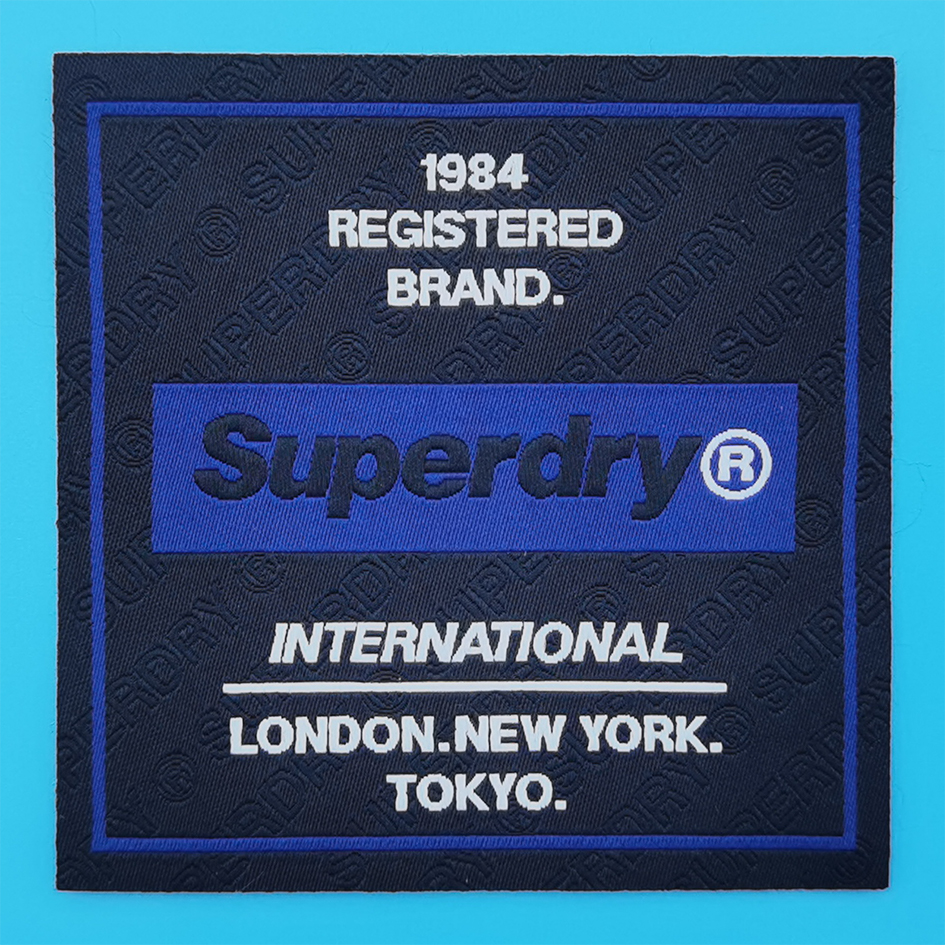 1984
REGISTERED
BRAND.
Superdry®
INTERNATIONAL
LONDON.NEW YORK.
TOKYO.